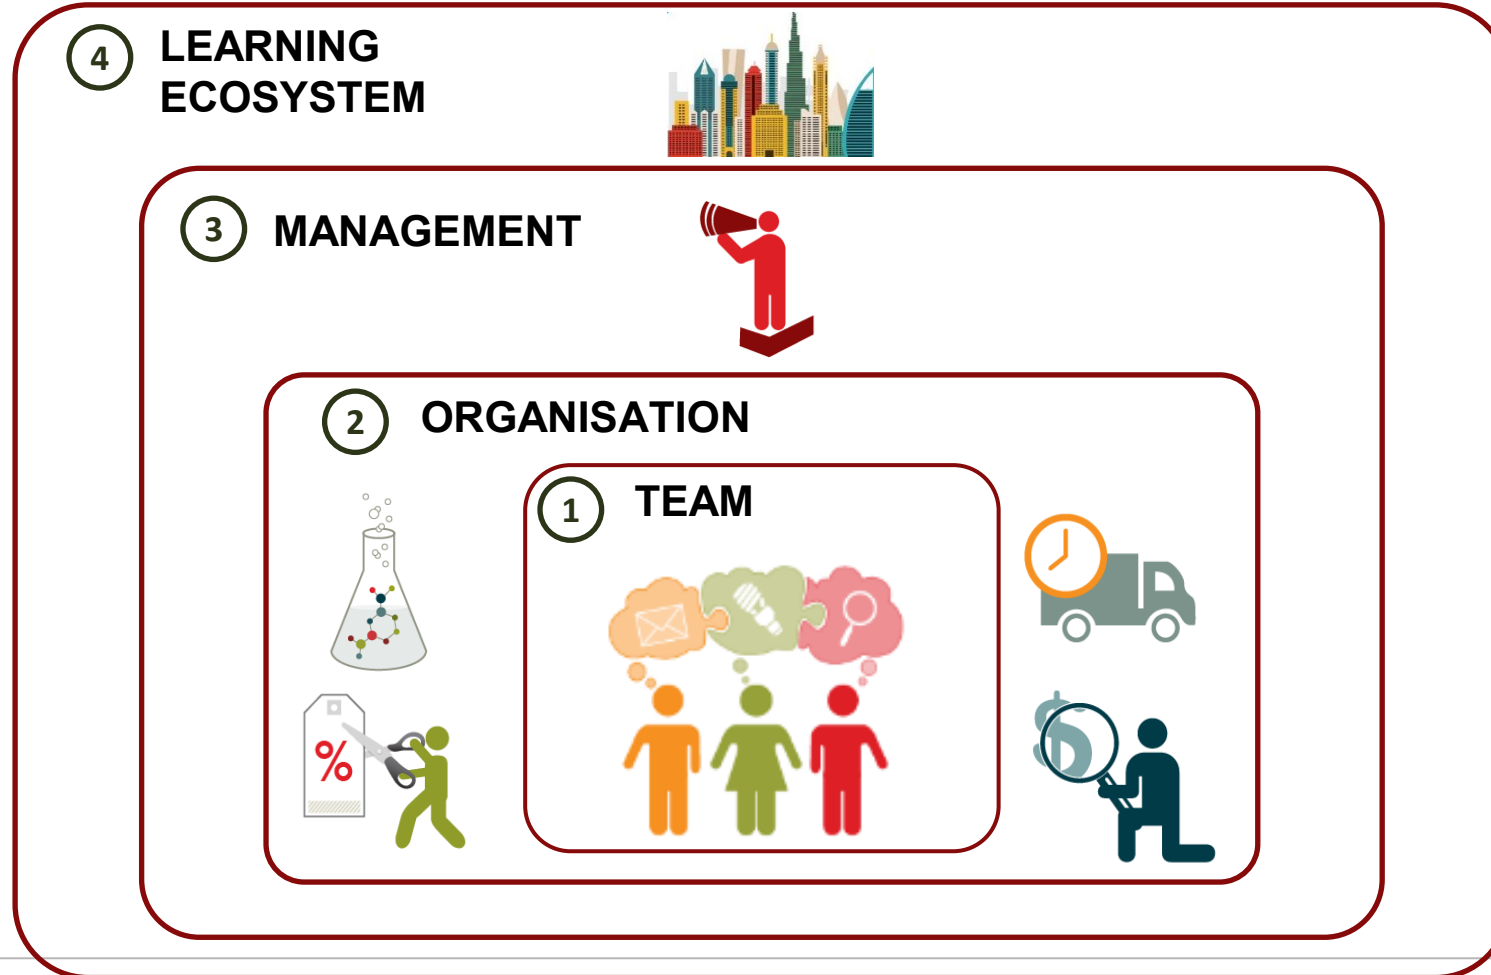 4
LEARNING
ECOSYSTEM
3
MANAGEMENT
2
ORGANISATION
1
TEAM
%
$